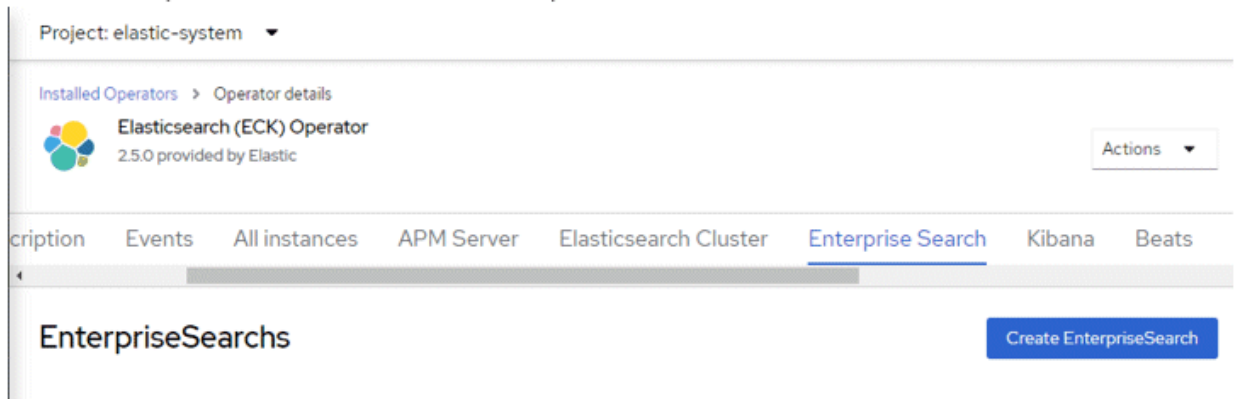 Project: elastic-system
Installed Operators > Operator details
Elasticsearch (ECK) Operator
2.5.0 provided by Elastic
Actions
cription Events All instances APM Server Elasticsearch Cluster Enterprise Search Kibana Beats
EnterpriseSearchs
Create EnterpriseSearch